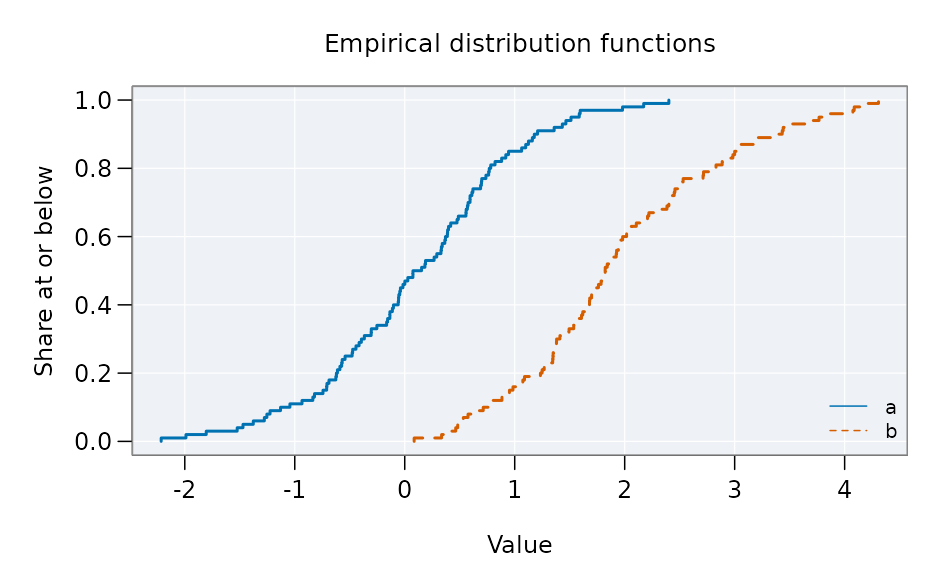 Empirical distribution functions
Share at or below
1.0
0.8
0.6
0.4
0.2
0.0
a
b
-2 -1 0 1 2 3 4
Value